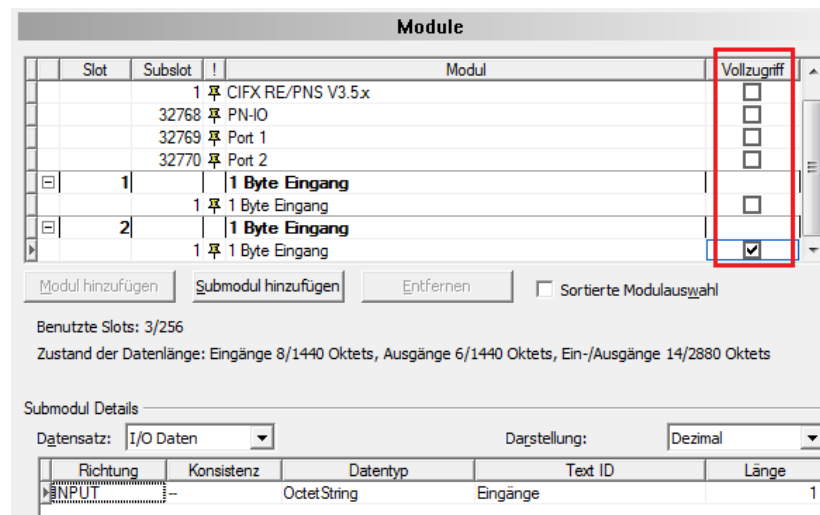 Module
Slot Subslot ! Modul Vollzugriff
1 CIFX RE/PNS V3.5.x
32768 PN-IO
32769 Port 1
32770 Port 2
1 1 Byte Eingang
1 1 Byte Eingang
2 1 Byte Eingang
1 1 Byte Eingang
Modul hinzufügen Submodul hinzufügen Entfernen Sortierte Modulauswahl
Benutzte Slots: 3/256
Zustand der Datenlänge: Eingänge 8/1440 Oktets, Ausgänge 6/1440 Oktets, Ein-/Ausgänge 14/2880 Oktets
Submodul Details
Datensatz: I/O Daten Darstellung: Dezimal
Richtung Konsistenz Datentyp Text ID Länge
INPUT -- OctetString Eingänge 1